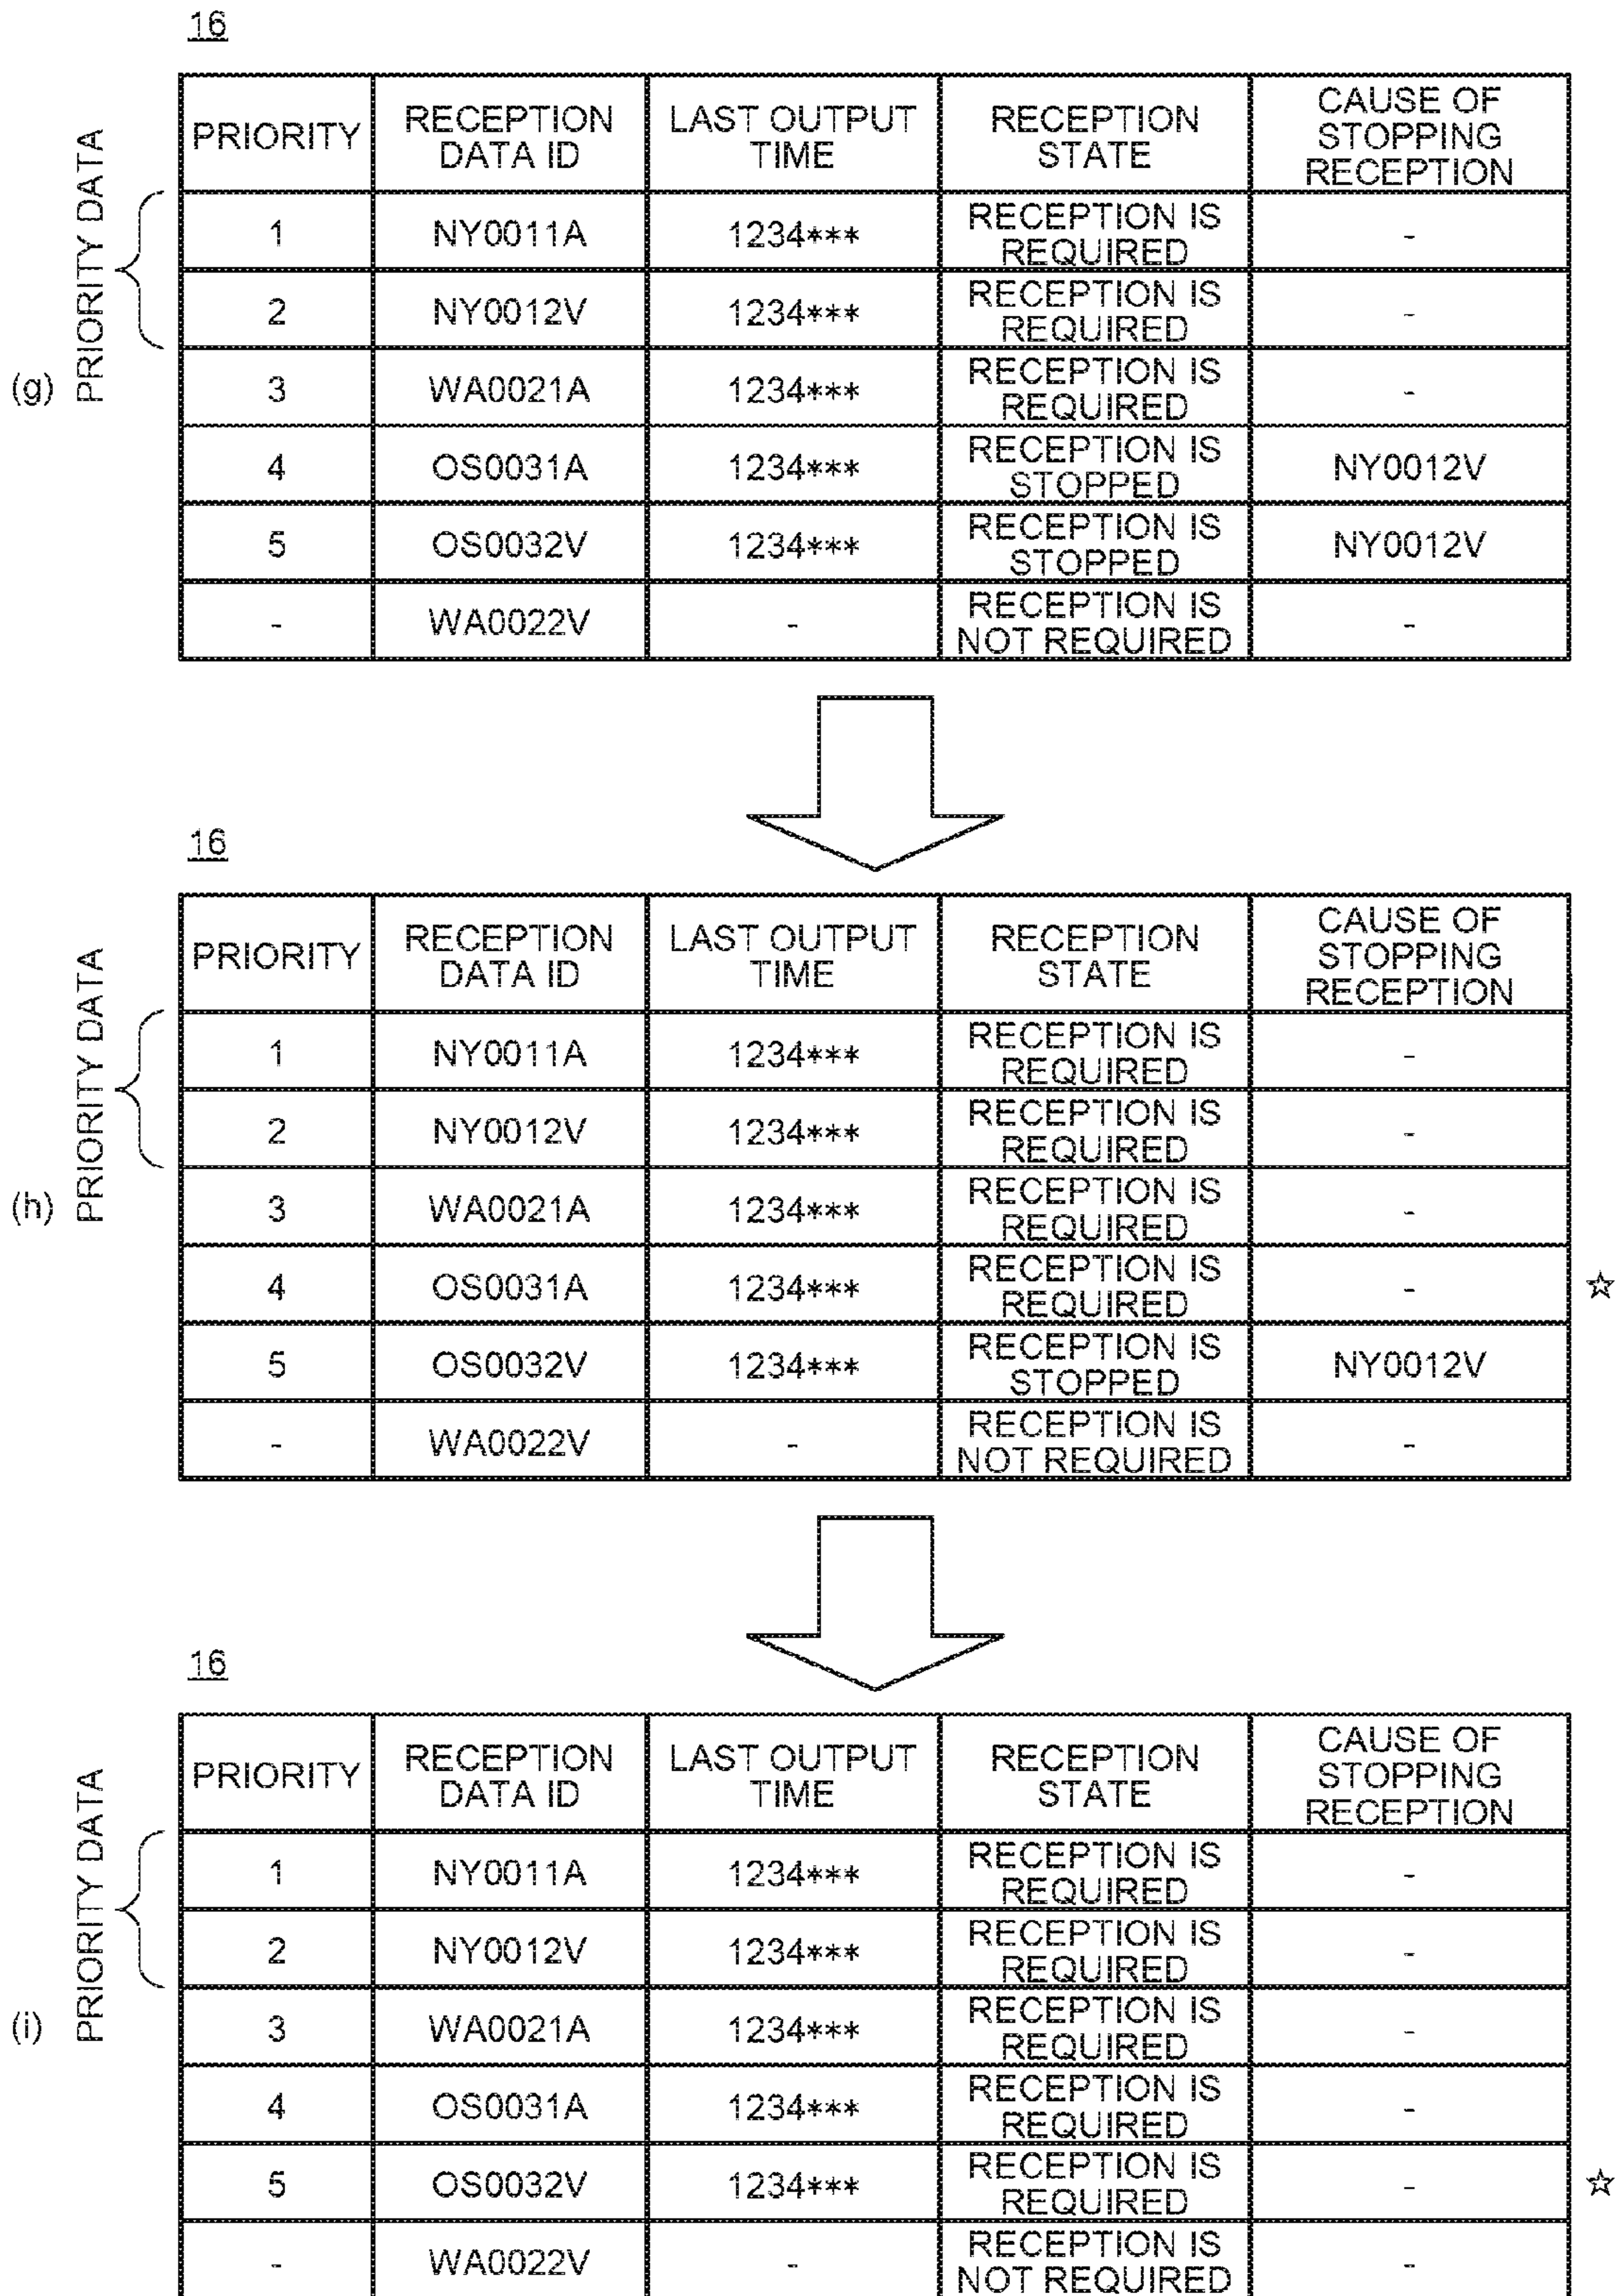 16
PRIORITY DATA
(g)
PRIORITY RECEPTION DATA ID LAST OUTPUT TIME RECEPTION STATE CAUSE OF STOPPING RECEPTION
1 NY0011A 1234*** RECEPTION IS REQUIRED -
2 NY0012V 1234*** RECEPTION IS REQUIRED -
3 WA0021A 1234*** RECEPTION IS REQUIRED -
4 OS0031A 1234*** RECEPTION IS STOPPED NY0012V
5 OS0032V 1234*** RECEPTION IS STOPPED NY0012V
- WA0022V - RECEPTION IS NOT REQUIRED -
16
PRIORITY DATA
(h)
PRIORITY RECEPTION DATA ID LAST OUTPUT TIME RECEPTION STATE CAUSE OF STOPPING RECEPTION
1 NY0011A 1234*** RECEPTION IS REQUIRED -
2 NY0012V 1234*** RECEPTION IS REQUIRED -
3 WA0021A 1234*** RECEPTION IS REQUIRED -
4 OS0031A 1234*** RECEPTION IS REQUIRED - ☆
5 OS0032V 1234*** RECEPTION IS STOPPED NY0012V
- WA0022V - RECEPTION IS NOT REQUIRED -
16
PRIORITY DATA
(i)
PRIORITY RECEPTION DATA ID LAST OUTPUT TIME RECEPTION STATE CAUSE OF STOPPING RECEPTION
1 NY0011A 1234*** RECEPTION IS REQUIRED -
2 NY0012V 1234*** RECEPTION IS REQUIRED -
3 WA0021A 1234*** RECEPTION IS REQUIRED -
4 OS0031A 1234*** RECEPTION IS REQUIRED -
5 OS0032V 1234*** RECEPTION IS REQUIRED - ☆
- WA0022V - RECEPTION IS NOT REQUIRED -